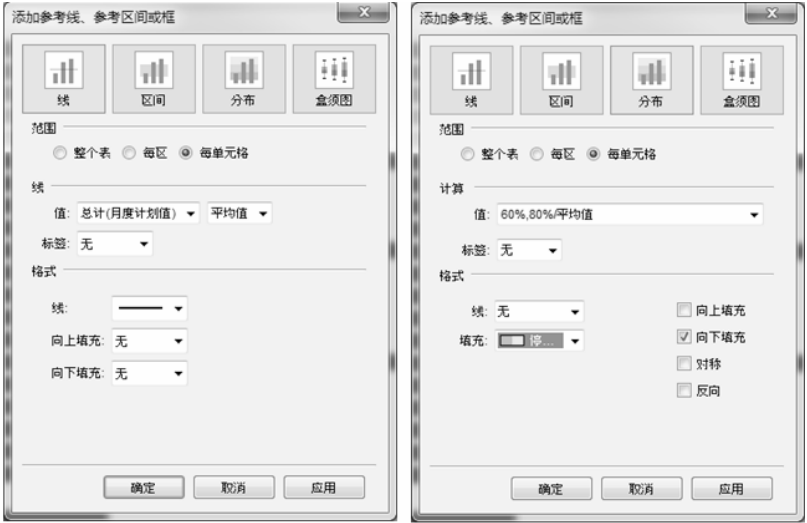 添加参考线、参考区间或框
线
区间
分布
盒须图
范围
整个表 每区 每单元格
线
值: 总计(月度计划值) 平均值
标签: 无
格式
线:
向上填充: 无
向下填充: 无
确定 取消 应用
添加参考线、参考区间或框
线
区间
分布
盒须图
范围
整个表 每区 每单元格
计算
值: 60%,80%/平均值
标签: 无
格式
线: 无
向上填充
填充: 停...
向下填充
对称
反向
确定 取消 应用